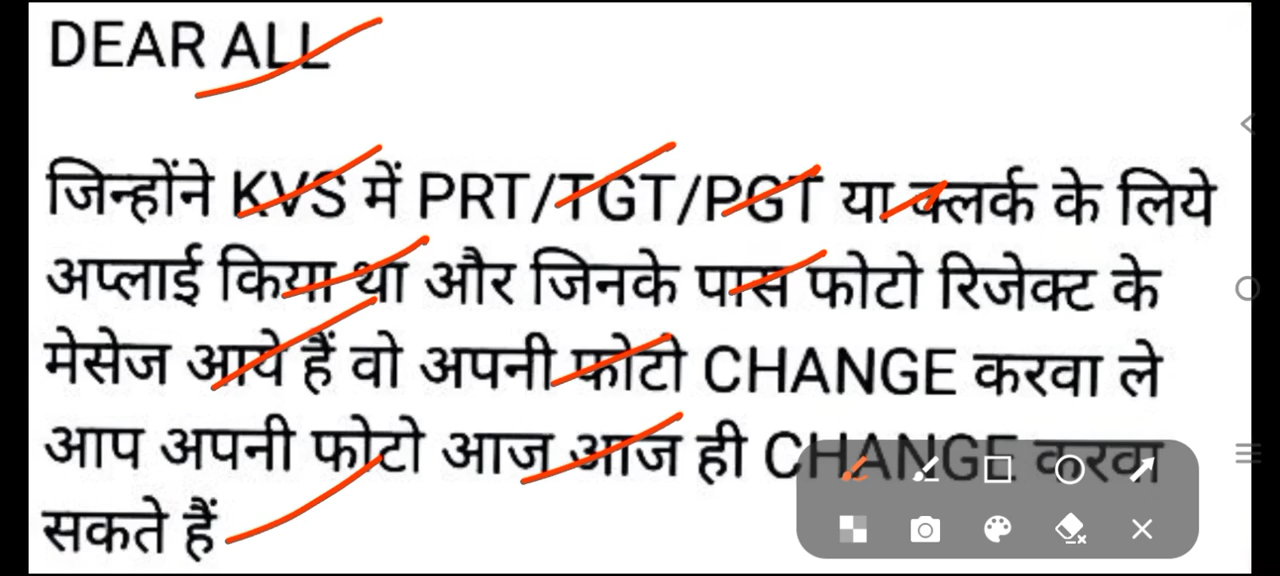 DEAR ALL
जिन्होंने KVS में PRT/TGT/PGT या क्लर्क के लिये
अप्लाई किया था और जिनके पास फोटो रिजेक्ट के
मेसेज आये हैं वो अपनी फोटो CHANGE करवा ले
आप अपनी फोटो आज आज ही CHANGE करवा
सकते हैं